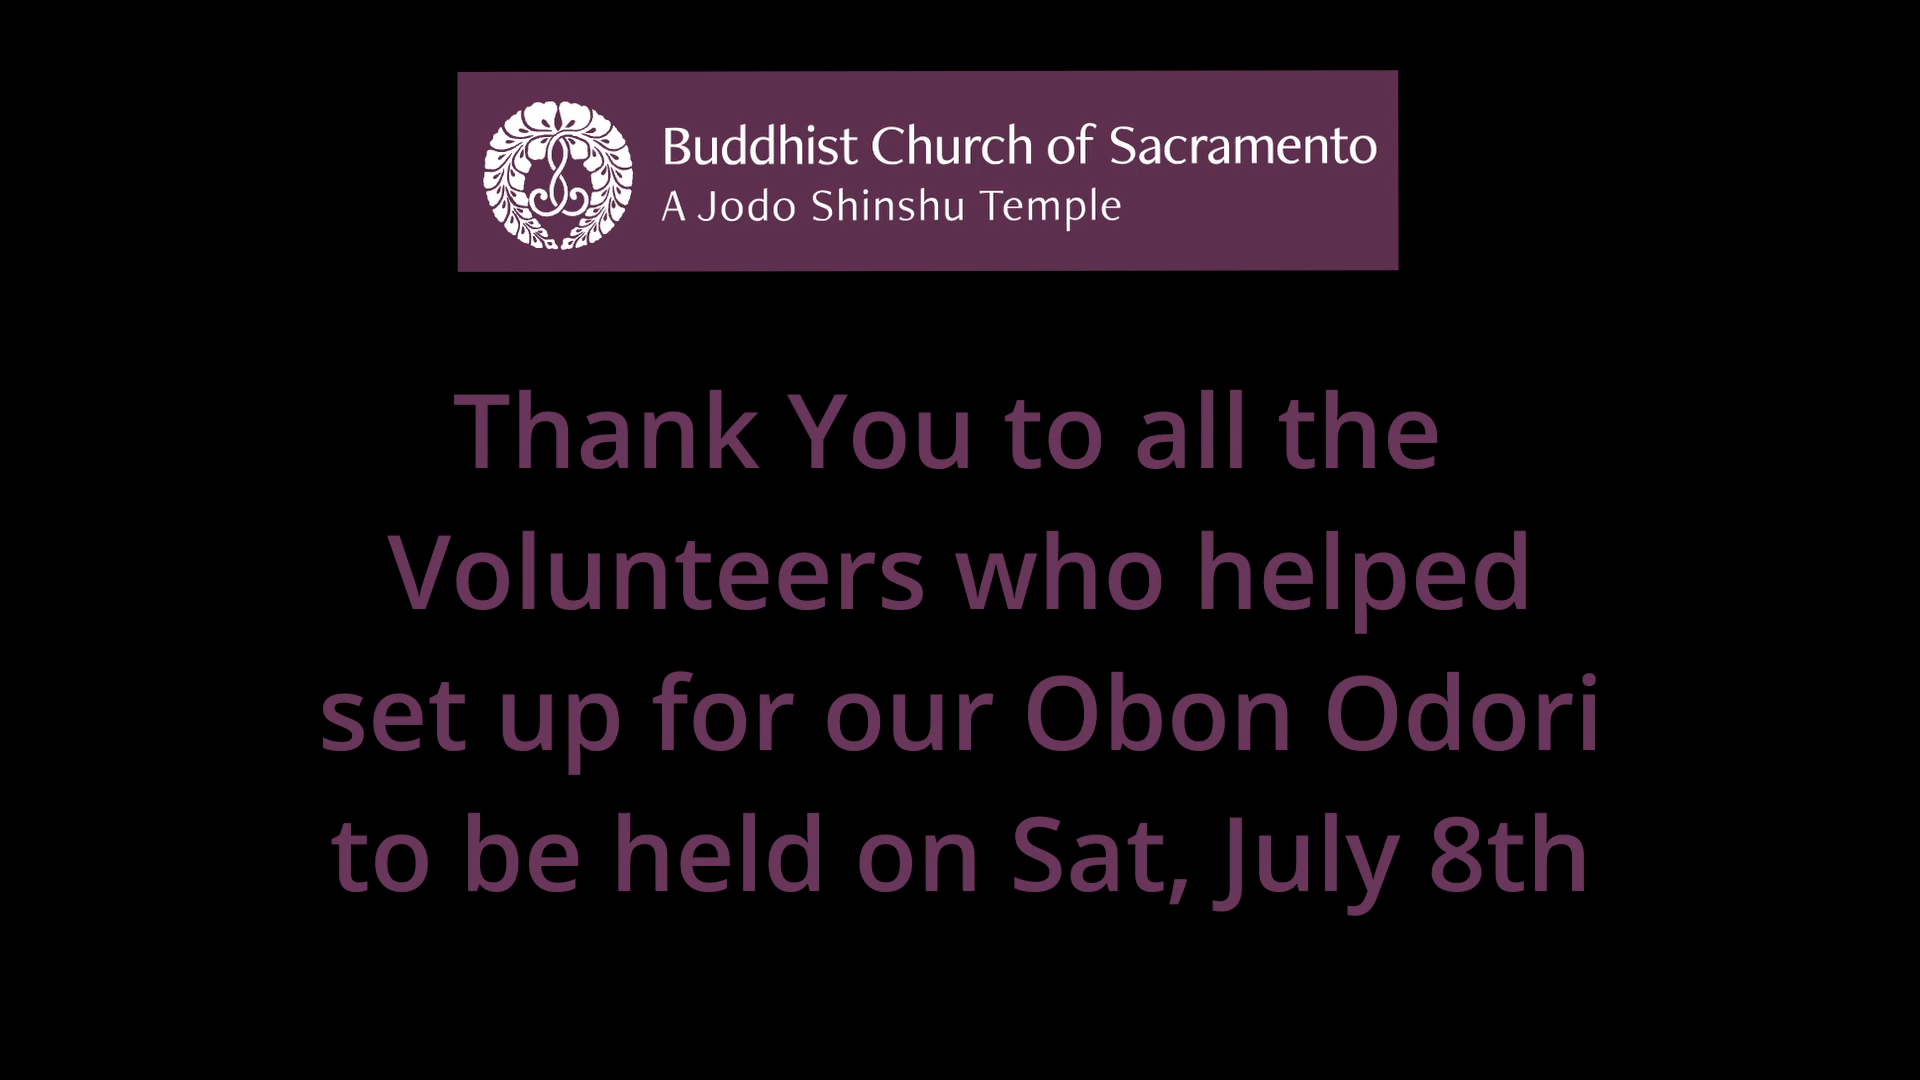 Buddhist Church of Sacramento
A Jodo Shinshu Temple
Thank You to all the
Volunteers who helped
set up for our Obon Odori
to be held on Sat, July 8th